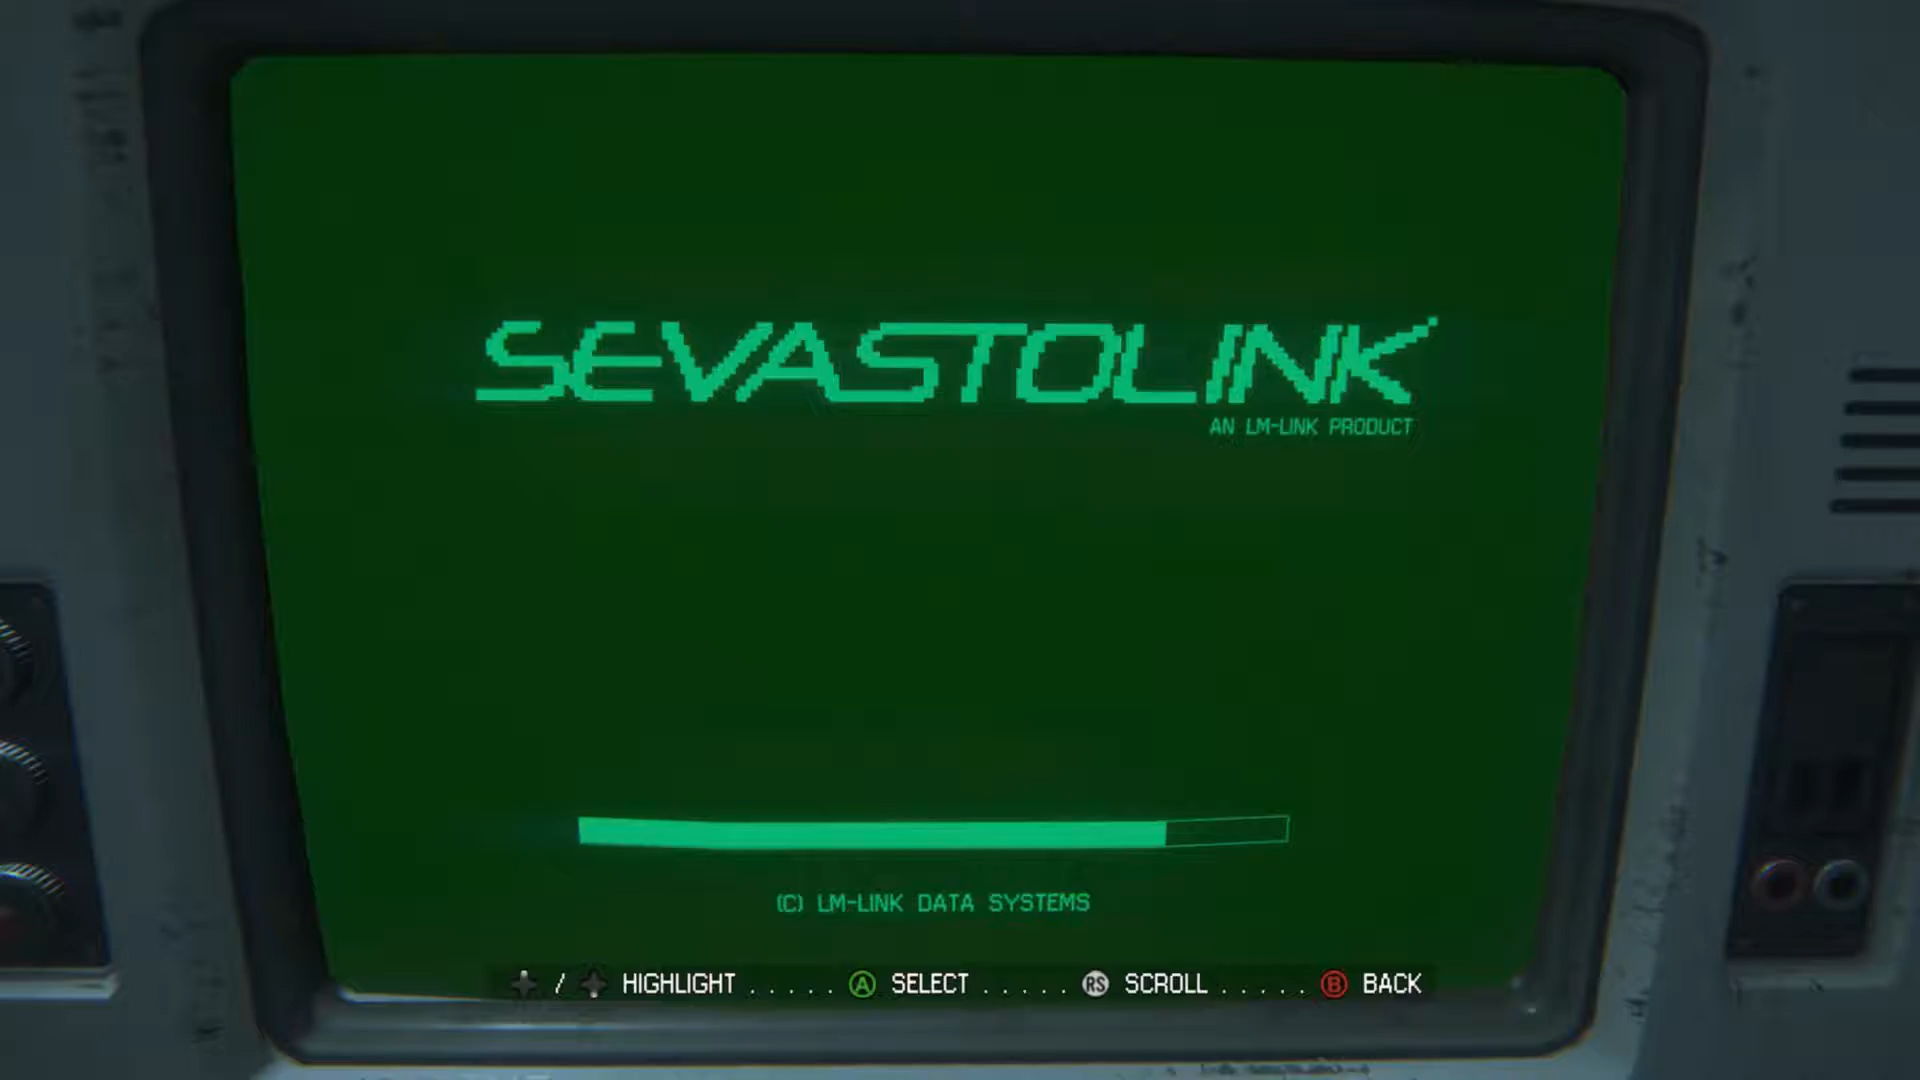 SEVASTOLINK
AN LM-LINK PRODUCT
(C) LM-LINK DATA SYSTEMS
/ HIGHLIGHT ..... A SELECT ..... RS SCROLL ..... B BACK